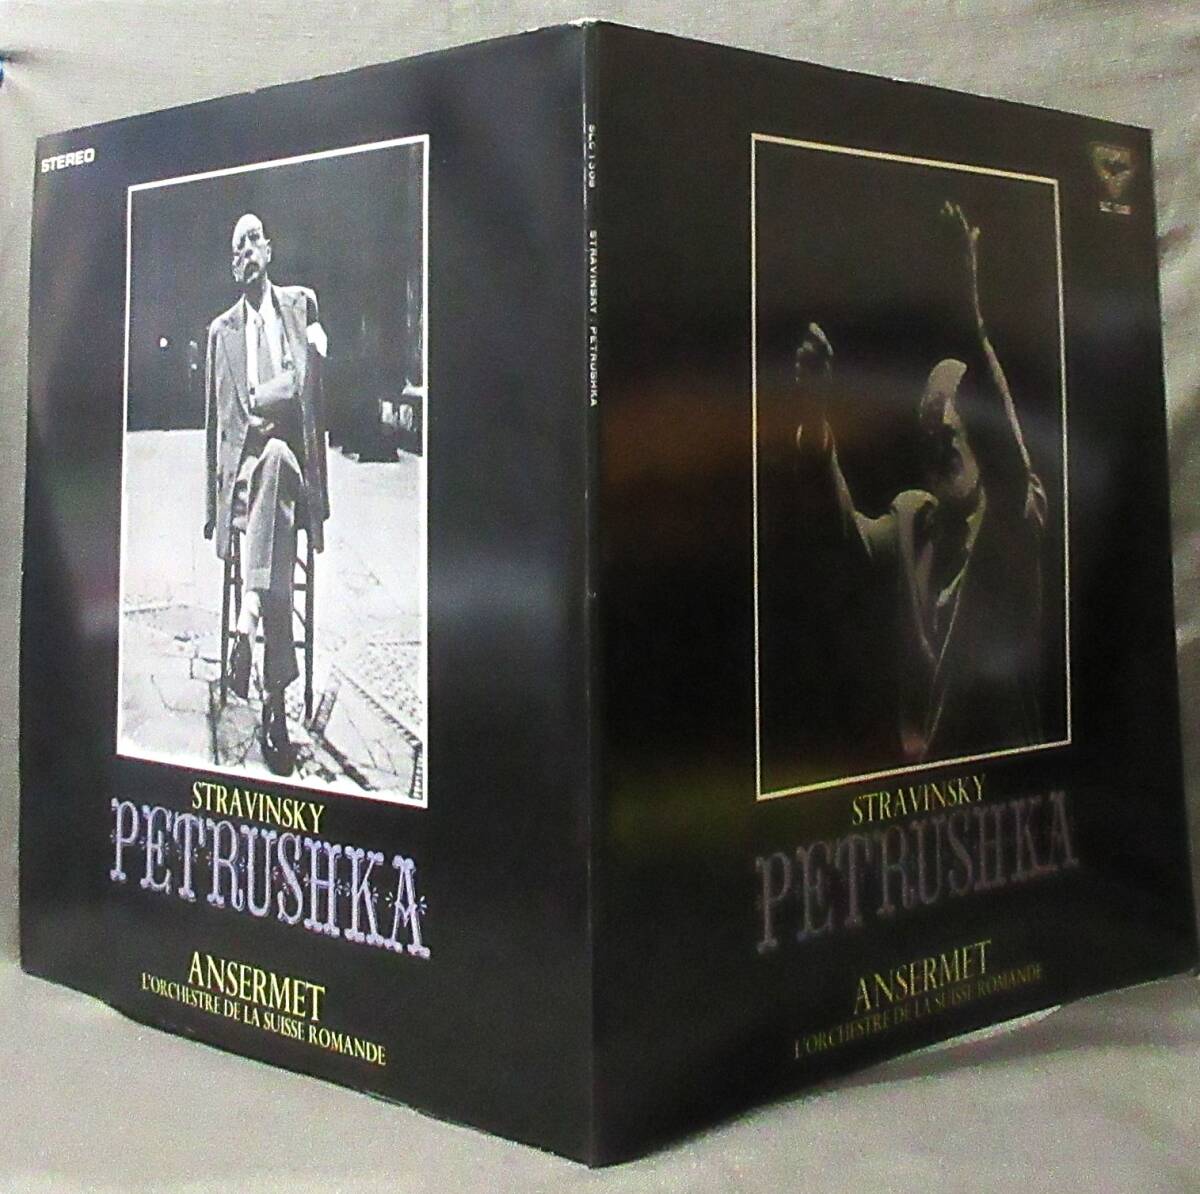 STEREO
STRAVINSKY
PETRUSHKA
ANSERMET
L'ORCHESTRE DE LA SUISSE ROMANDE
STRAVINSKY : PETRUSHKA
STRAVINSKY
PETRUSHKA
ANSERMET
L'ORCHESTRE DE LA SUISSE ROMANDE